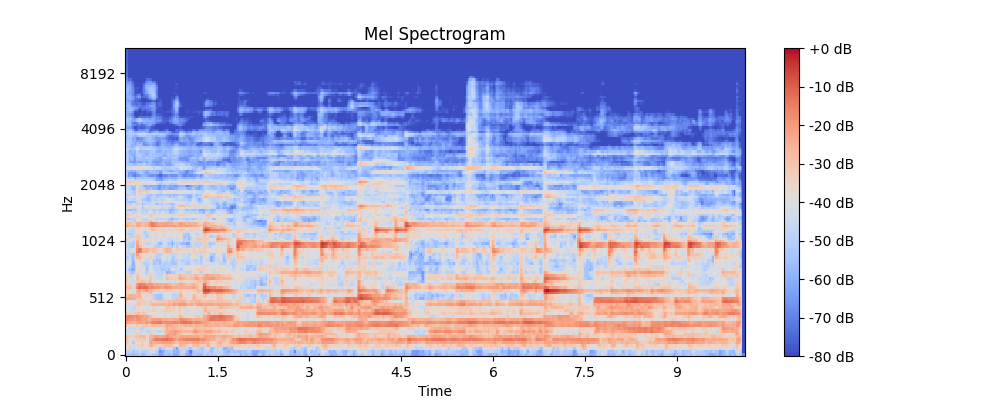 Mel Spectrogram
Hz
8192
4096
2048
1024
512
0
0 1.5 3 4.5 6 7.5 9
Time
+0 dB
-10 dB
-20 dB
-30 dB
-40 dB
-50 dB
-60 dB
-70 dB
-80 dB